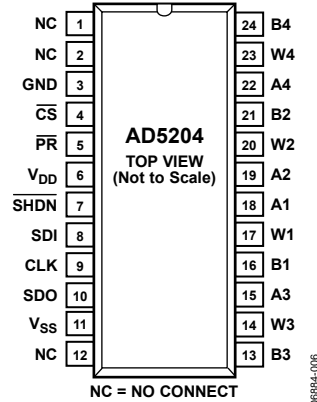 NC 1 24 B4
NC 2 23 W4
GND 3 22 A4
CS 4 21 B2
PR 5 20 W2
VDD 6 19 A2
SHDN 7 18 A1
SDI 8 17 W1
CLK 9 16 B1
SDO 10 15 A3
VSS 11 14 W3
NC 12 13 B3
AD5204
TOP VIEW
(Not to Scale)
NC = NO CONNECT
06884-006